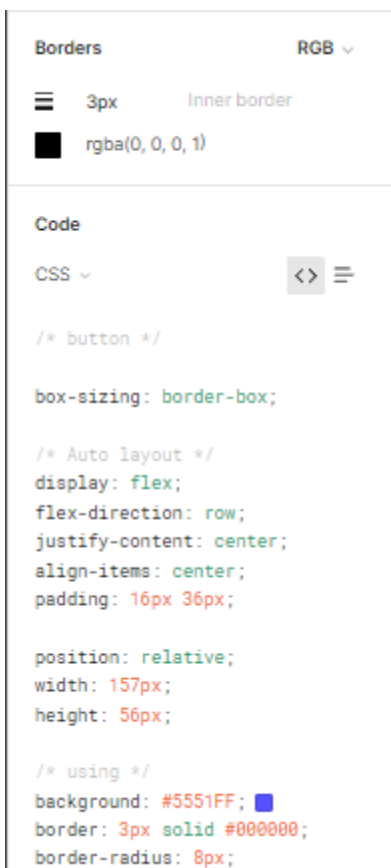 Borders RGB
3px Inner border
rgba(0, 0, 0, 1)
Code
CSS <>
/* button */
box-sizing: border-box;
/* Auto layout */
display: flex;
flex-direction: row;
justify-content: center;
align-items: center;
padding: 16px 36px;
position: relative;
width: 157px;
height: 56px;
/* using */
background: #5551FF;
border: 3px solid #000000;
border-radius: 8px;